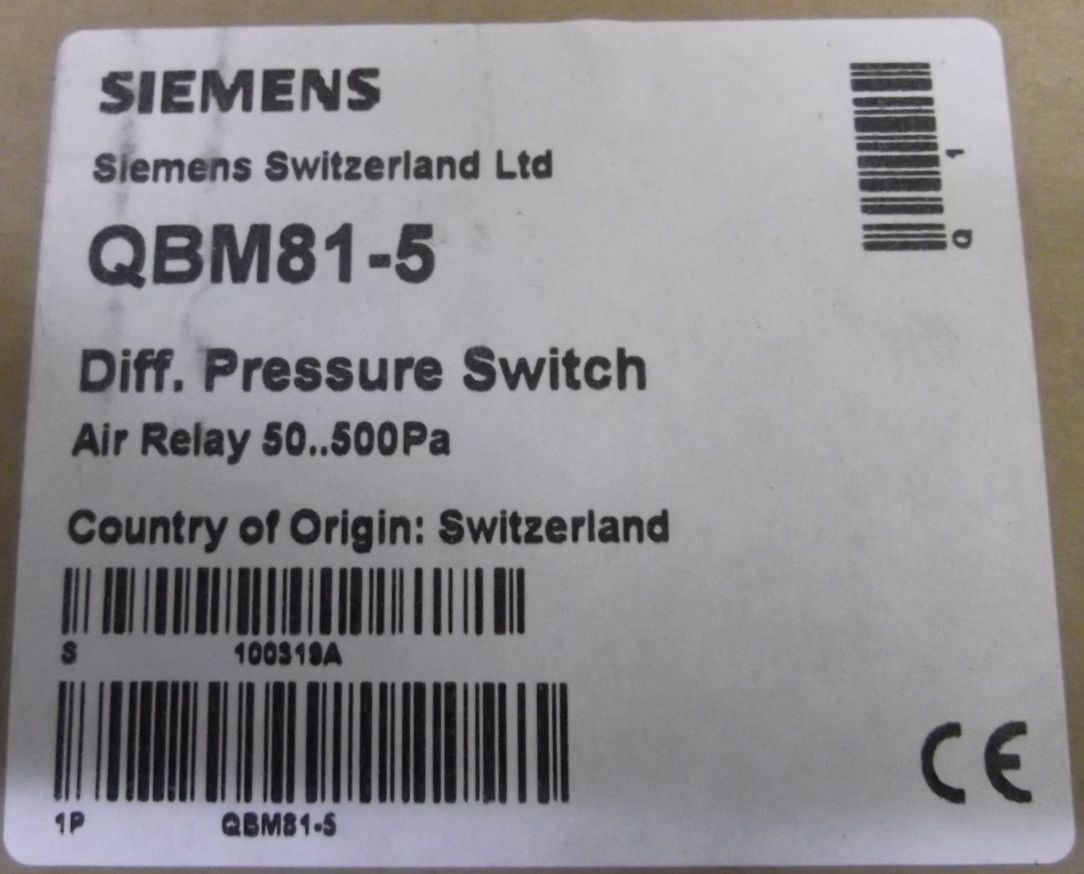 SIEMENS
Siemens Switzerland Ltd
QBM81-5
Diff. Pressure Switch
Air Relay 50..500Pa
Country of Origin: Switzerland
S 100319A
1P QBM81-5
Q 1
CE